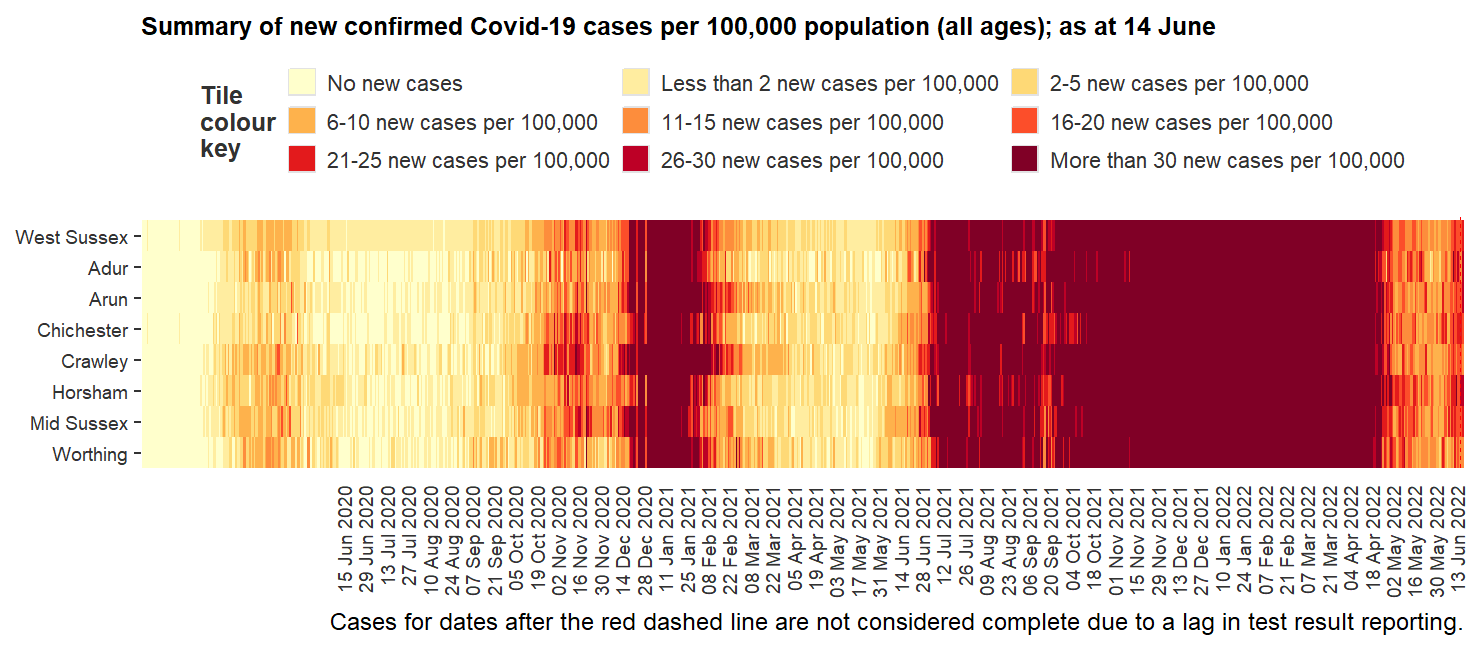 Summary of new confirmed Covid-19 cases per 100,000 population (all ages); as at 14 June
Tile
colour
key
No new cases
Less than 2 new cases per 100,000
2-5 new cases per 100,000
6-10 new cases per 100,000
11-15 new cases per 100,000
16-20 new cases per 100,000
21-25 new cases per 100,000
26-30 new cases per 100,000
More than 30 new cases per 100,000
West Sussex
Adur
Arun
Chichester
Crawley
Horsham
Mid Sussex
Worthing
15 Jun 2020
29 Jun 2020
13 Jul 2020
27 Jul 2020
10 Aug 2020
24 Aug 2020
07 Sep 2020
21 Sep 2020
05 Oct 2020
19 Oct 2020
02 Nov 2020
16 Nov 2020
30 Nov 2020
14 Dec 2020
28 Dec 2020
11 Jan 2021
25 Jan 2021
08 Feb 2021
22 Feb 2021
08 Mar 2021
22 Mar 2021
05 Apr 2021
19 Apr 2021
03 May 2021
17 May 2021
31 May 2021
14 Jun 2021
28 Jun 2021
12 Jul 2021
26 Jul 2021
09 Aug 2021
23 Aug 2021
06 Sep 2021
20 Sep 2021
04 Oct 2021
18 Oct 2021
01 Nov 2021
15 Nov 2021
29 Nov 2021
13 Dec 2021
27 Dec 2021
10 Jan 2022
24 Jan 2022
07 Feb 2022
21 Feb 2022
07 Mar 2022
21 Mar 2022
04 Apr 2022
18 Apr 2022
02 May 2022
16 May 2022
30 May 2022
13 Jun 2022
Cases for dates after the red dashed line are not considered complete due to a lag in test result reporting.